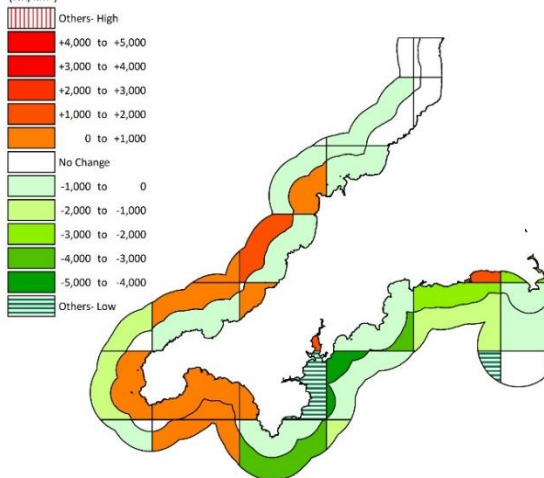 Others- High
+4,000 to +5,000
+3,000 to +4,000
+2,000 to +3,000
+1,000 to +2,000
0 to +1,000
No Change
-1,000 to 0
-2,000 to -1,000
-3,000 to -2,000
-4,000 to -3,000
-5,000 to -4,000
Others- Low